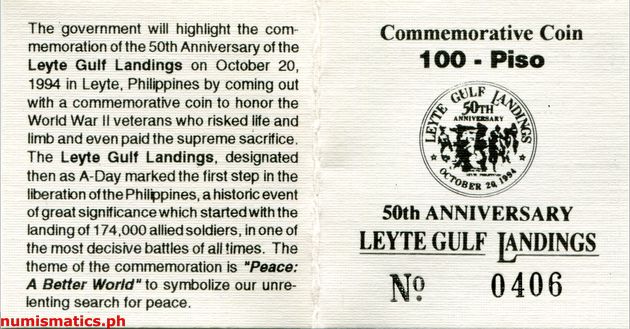 The government will highlight the com-
memoration of the 50th Anniversary of the
Leyte Gulf Landings on October 20,
1994 in Leyte, Philippines by coming out
with a commemorative coin to honor the
World War II veterans who risked life and
limb and even paid the supreme sacrifice.
The Leyte Gulf Landings, designated
then as A-Day marked the first step in the
liberation of the Philippines, a historic event
of great significance which started with the
landing of 174,000 allied soldiers, in one of
the most decisive battles of all times. The
theme of the commemoration is "Peace:
A Better World" to symbolize our unre-
lenting search for peace.
numismatics.ph
Commemorative Coin
100 - Piso
LEYTE GULF LANDINGS
50TH
ANNIVERSARY
LEYTE PHILIPPINES
OCTOBER 20, 1994
50th ANNIVERSARY
LEYTE GULF LANDINGS
No 0406